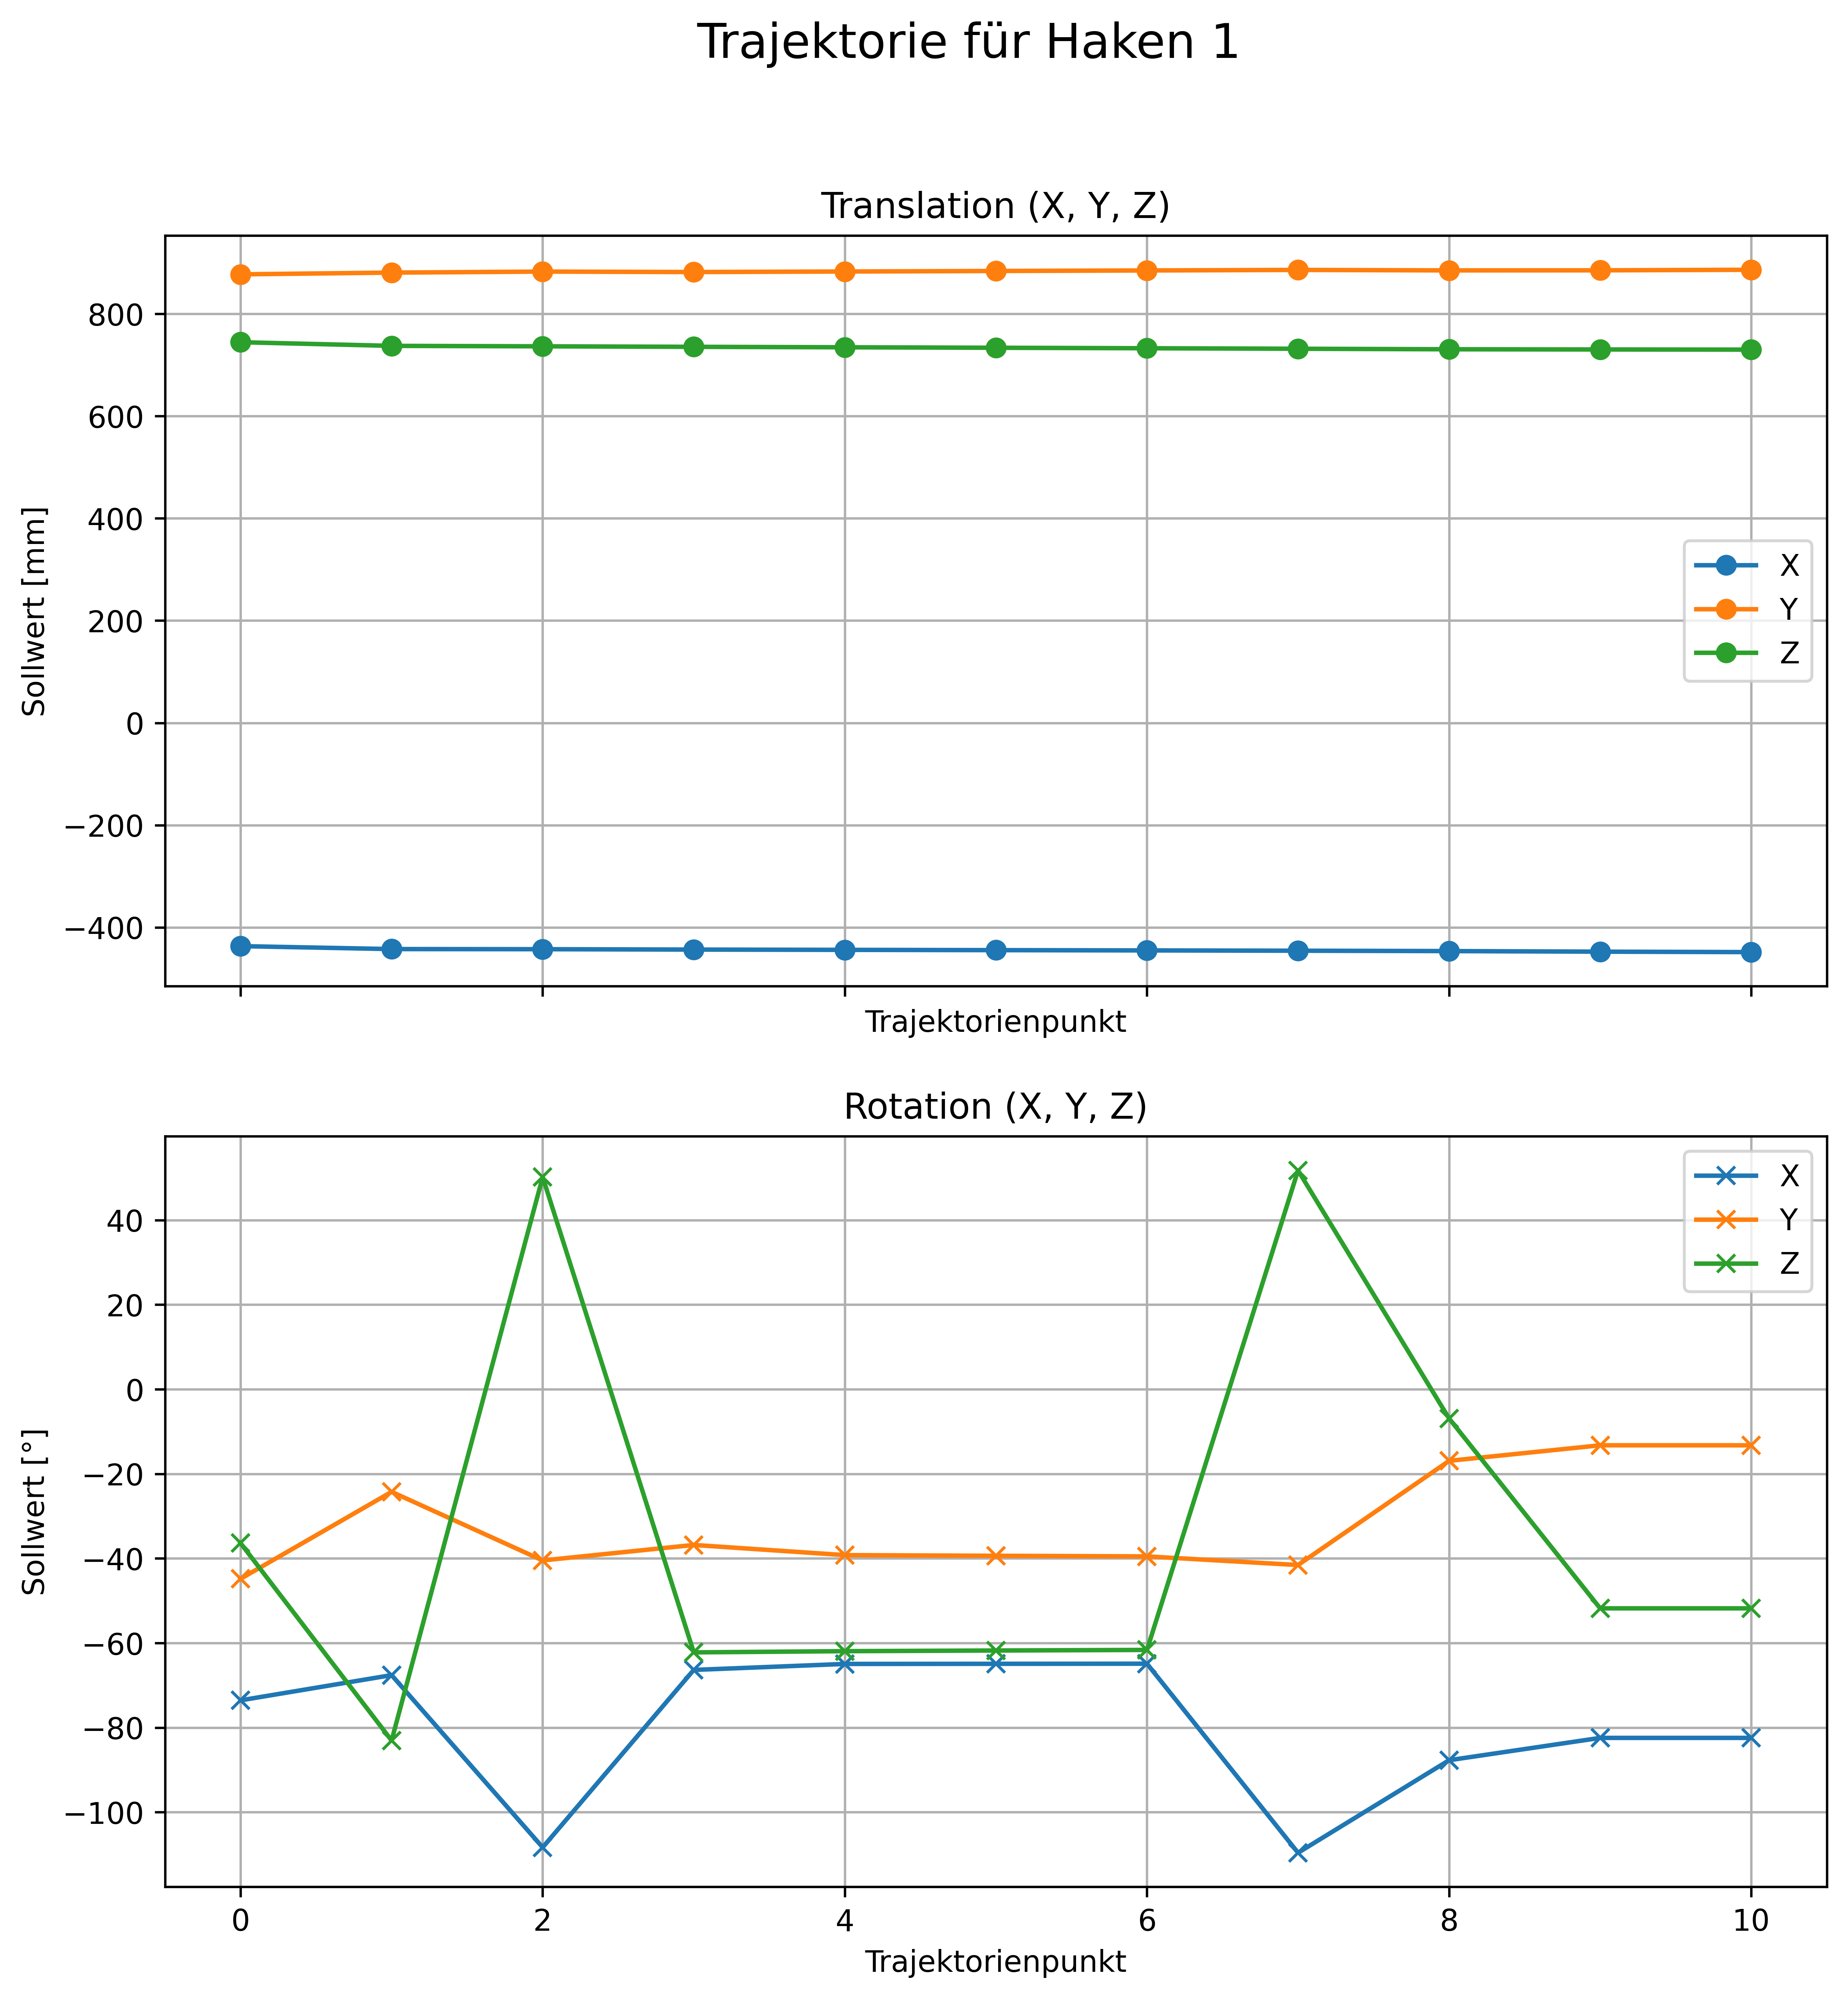 Trajektorie für Haken 1
Translation (X, Y, Z)
800
600
400
200
0
−200
−400
Sollwert [mm]
X
Y
Z
Trajektorienpunkt
Rotation (X, Y, Z)
40
20
0
−20
−40
−60
−80
−100
Sollwert [°]
X
Y
Z
0 2 4 6 8 10
Trajektorienpunkt